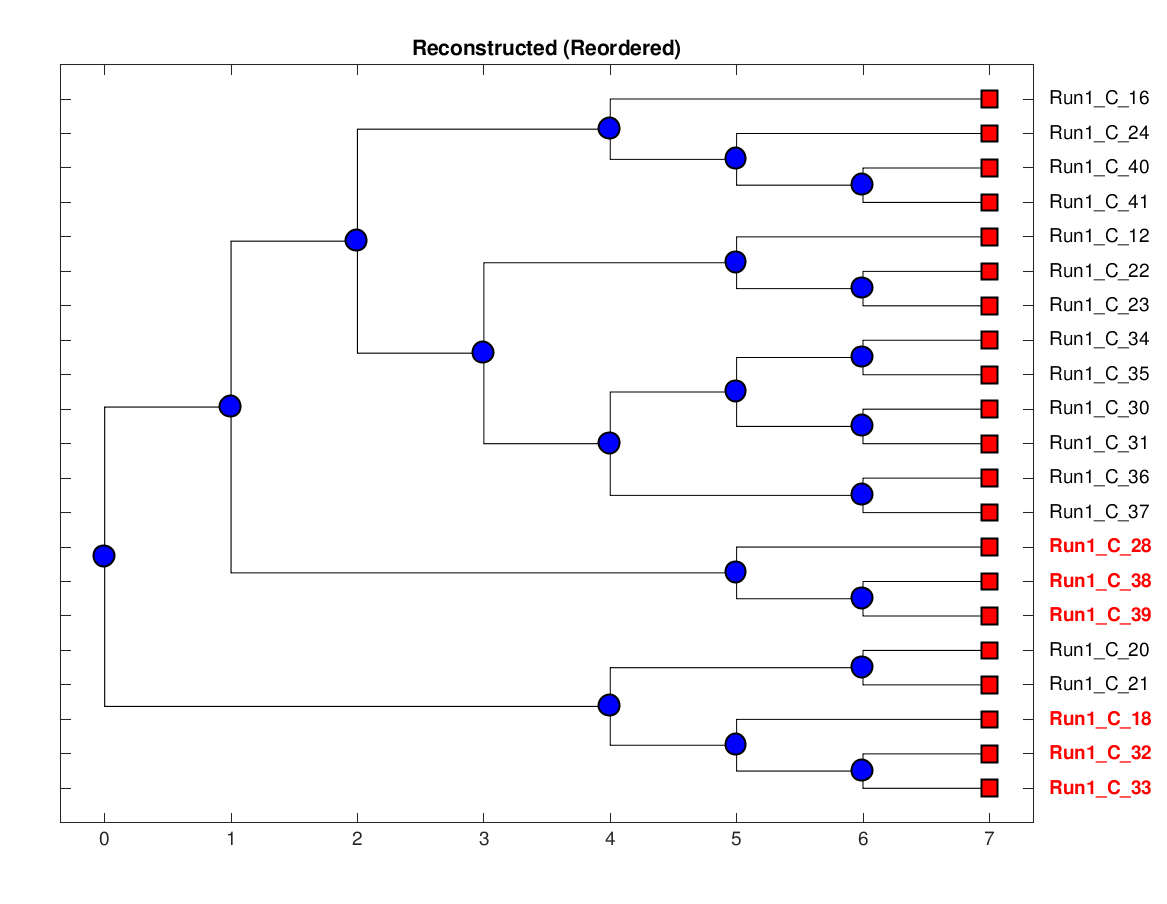 Reconstructed (Reordered)
Run1_C_16
Run1_C_24
Run1_C_40
Run1_C_41
Run1_C_12
Run1_C_22
Run1_C_23
Run1_C_34
Run1_C_35
Run1_C_30
Run1_C_31
Run1_C_36
Run1_C_37
Run1_C_28
Run1_C_38
Run1_C_39
Run1_C_20
Run1_C_21
Run1_C_18
Run1_C_32
Run1_C_33
0 1 2 3 4 5 6 7